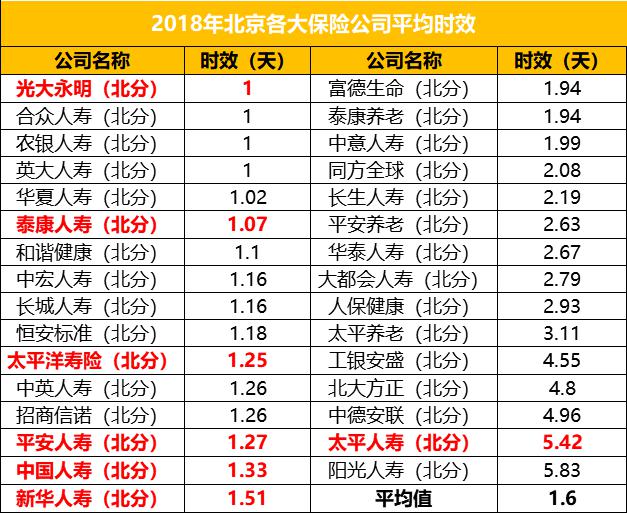 2018年北京各大保险公司平均时效
公司名称 时效（天） 公司名称 时效（天）
光大永明（北分） 1 富德生命（北分） 1.94
合众人寿（北分） 1 泰康养老（北分） 1.94
农银人寿（北分） 1 中意人寿（北分） 1.99
英大人寿（北分） 1 同方全球（北分） 2.08
华夏人寿（北分） 1.02 长生人寿（北分） 2.19
泰康人寿（北分） 1.07 平安养老（北分） 2.63
和谐健康（北分） 1.1 华泰人寿（北分） 2.67
中宏人寿（北分） 1.16 大都会人寿（北分） 2.79
长城人寿（北分） 1.16 人保健康（北分） 2.93
恒安标准（北分） 1.18 太平养老（北分） 3.11
太平洋寿险（北分） 1.25 工银安盛（北分） 4.55
中英人寿（北分） 1.26 北大方正（北分） 4.8
招商信诺（北分） 1.26 中德安联（北分） 4.96
平安人寿（北分） 1.27 太平人寿（北分） 5.42
中国人寿（北分） 1.33 阳光人寿（北分） 5.83
新华人寿（北分） 1.51 平均值 1.6